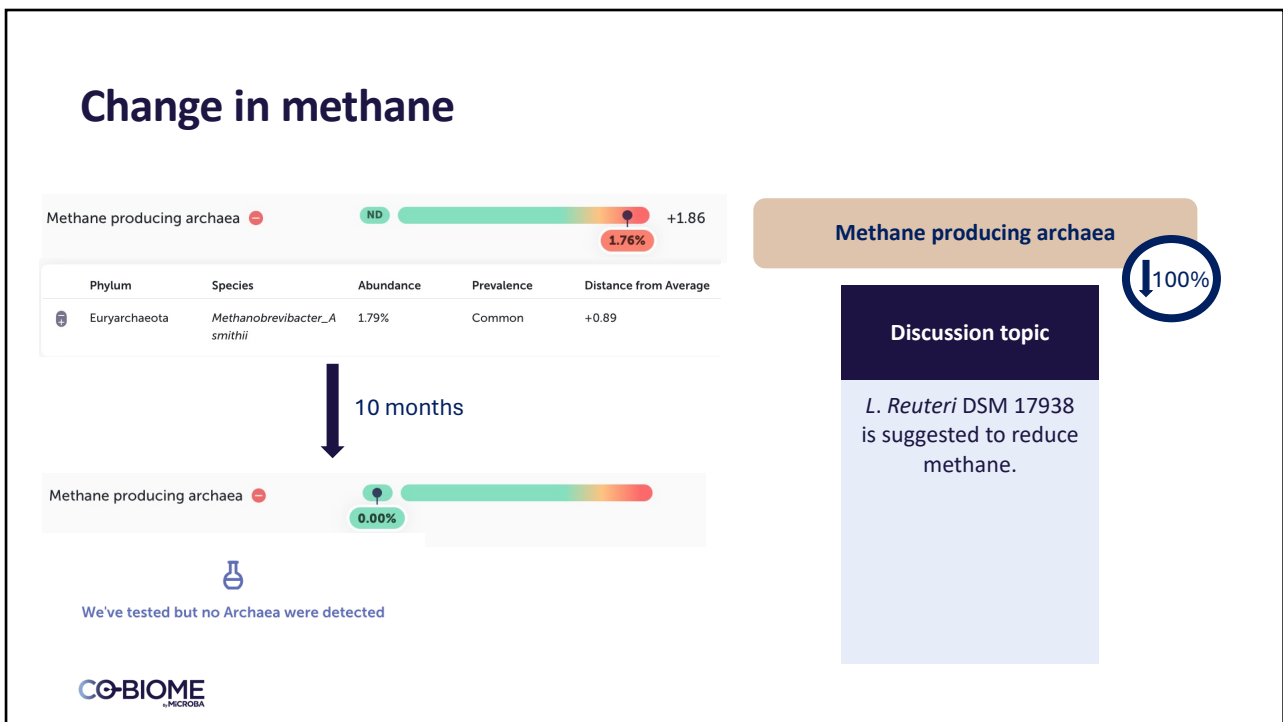 Change in methane
Methane producing archaea
ND
+1.86
1.76%
Phylum Species Abundance Prevalence Distance from Average
Euryarchaeota Methanobrevibacter_A 1.79% Common +0.89
smithii
10 months
Methane producing archaea
0.00%
We've tested but no Archaea were detected
CO-BIOME
by MICROBA
Methane producing archaea
100%
Discussion topic
L. Reuteri DSM 17938
is suggested to reduce
methane.